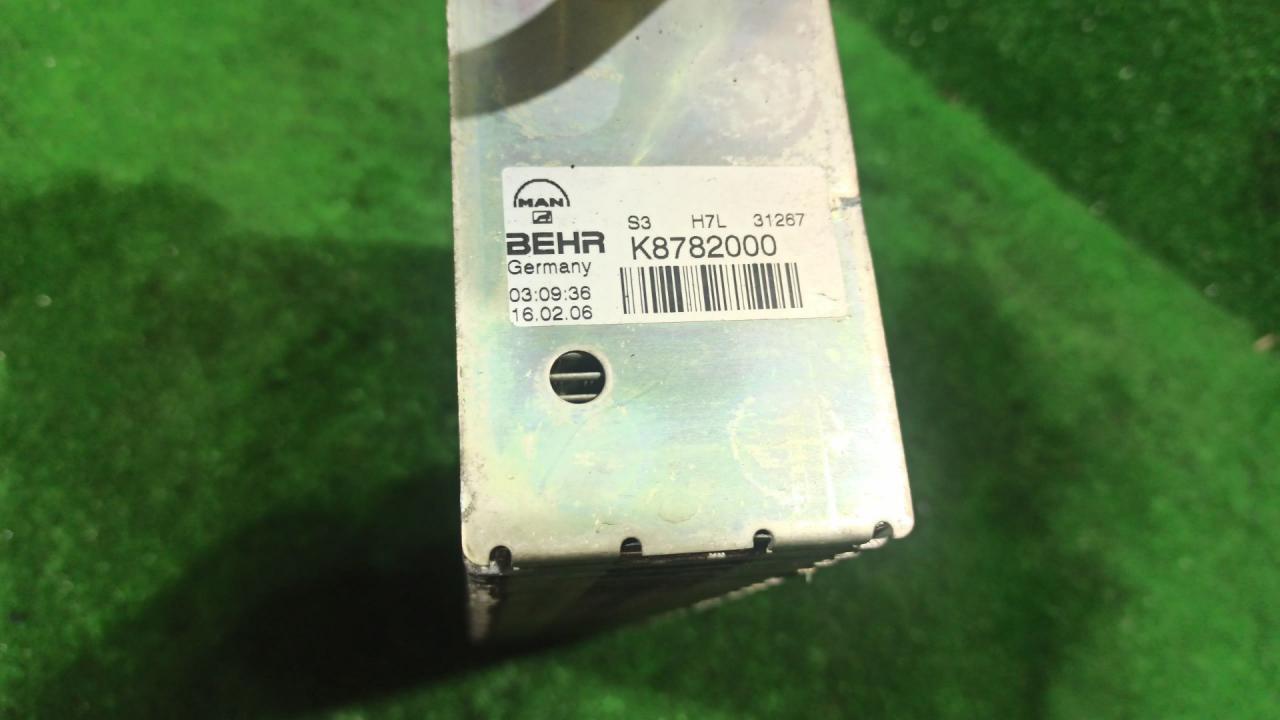 MAN
S3 H7L 31267
BEHR K8782000
Germany
03:09:36
16.02.06